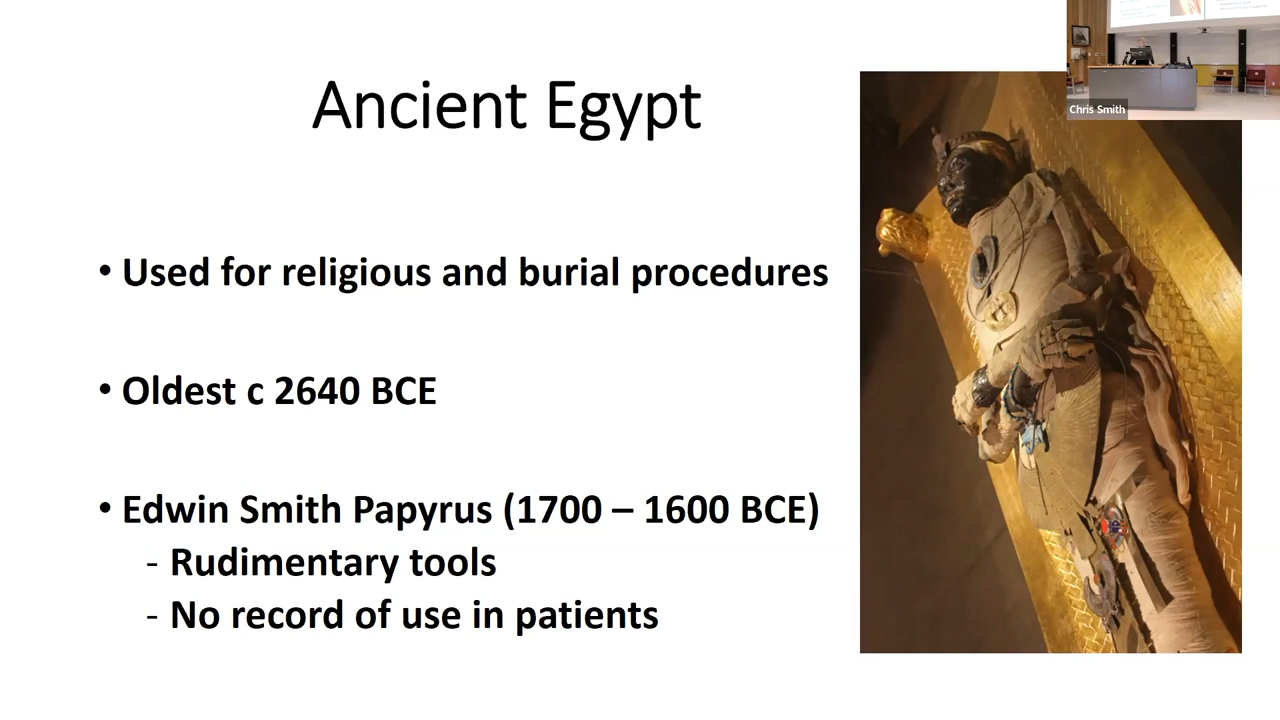 Ancient Egypt
Chris Smith
• Used for religious and burial procedures
• Oldest c 2640 BCE
• Edwin Smith Papyrus (1700 – 1600 BCE)
- Rudimentary tools
- No record of use in patients